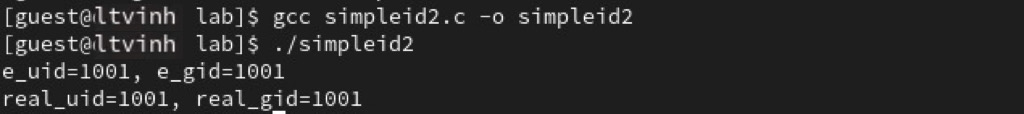 [guest@ltvinh lab]$ gcc simpleid2.c -o simpleid2
[guest@ltvinh lab]$ ./simpleid2
e_uid=1001, e_gid=1001
real_uid=1001, real_gid=1001